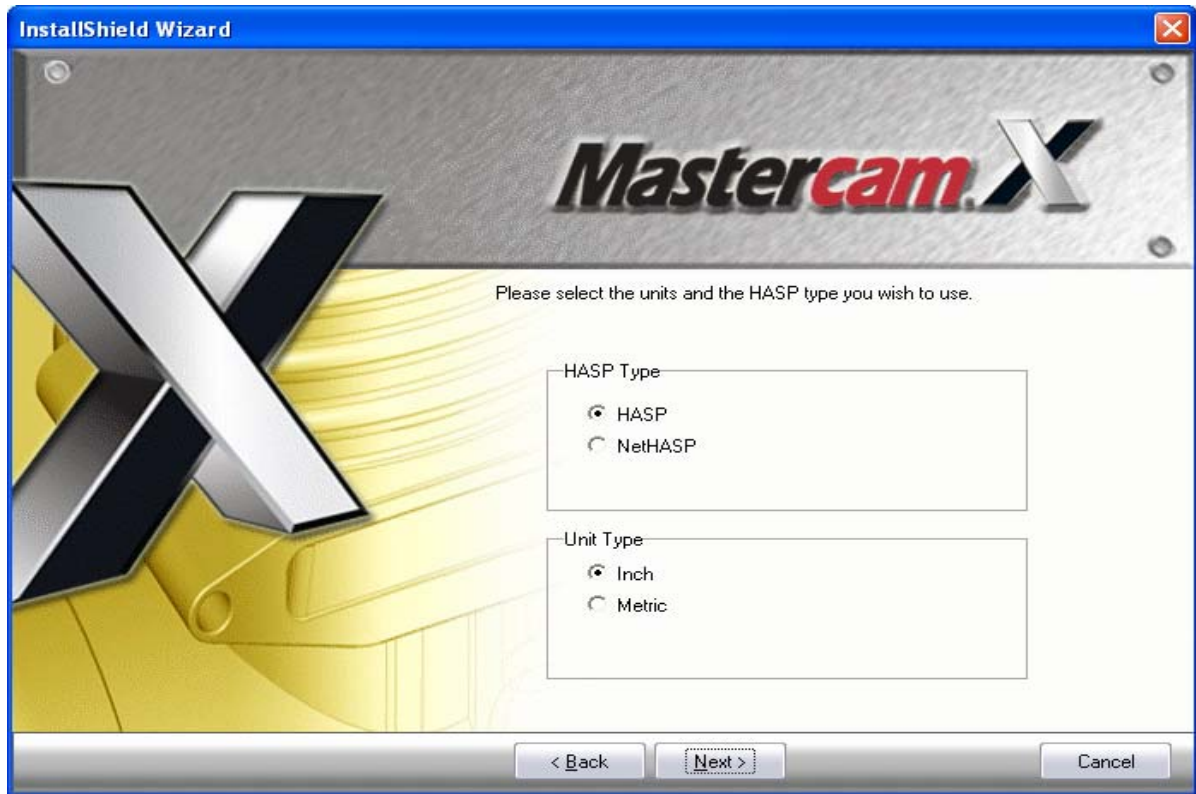 InstallShield Wizard
Mastercam.X
Please select the units and the HASP type you wish to use.
HASP Type
HASP
NetHASP
Unit Type
Inch
Metric
< Back
Next >
Cancel